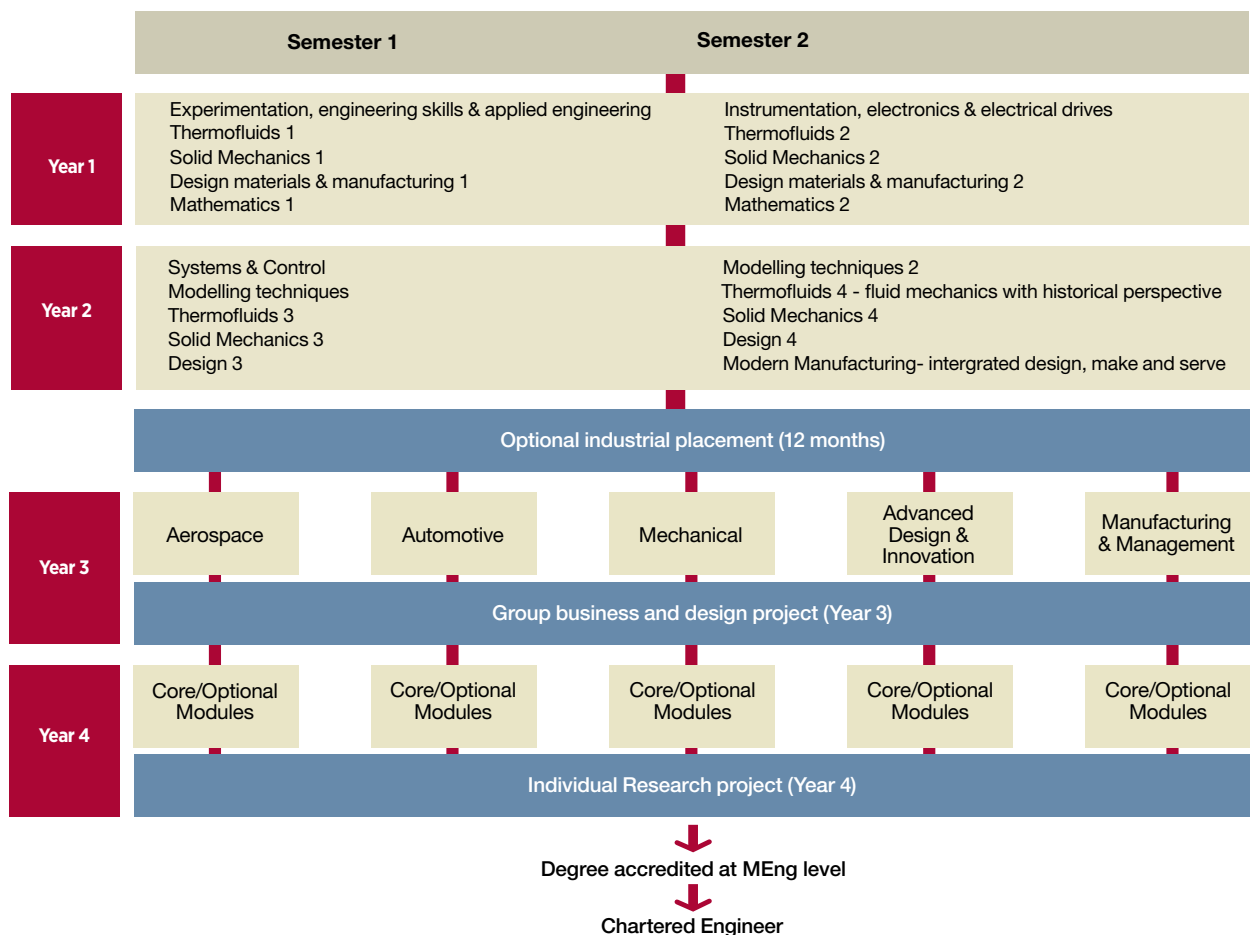 Semester 1
Semester 2
Year 1
Experimentation, engineering skills & applied engineering
Thermofluids 1
Solid Mechanics 1
Design materials & manufacturing 1
Mathematics 1
Instrumentation, electronics & electrical drives
Thermofluids 2
Solid Mechanics 2
Design materials & manufacturing 2
Mathematics 2
Year 2
Systems & Control
Modelling techniques
Thermofluids 3
Solid Mechanics 3
Design 3
Modelling techniques 2
Thermofluids 4 - fluid mechanics with historical perspective
Solid Mechanics 4
Design 4
Modern Manufacturing- intergrated design, make and serve
Optional industrial placement (12 months)
Year 3
Aerospace
Automotive
Mechanical
Advanced
Design &
Innovation
Manufacturing
& Management
Group business and design project (Year 3)
Year 4
Core/Optional
Modules
Core/Optional
Modules
Core/Optional
Modules
Core/Optional
Modules
Core/Optional
Modules
Individual Research project (Year 4)
Degree accredited at MEng level
Chartered Engineer